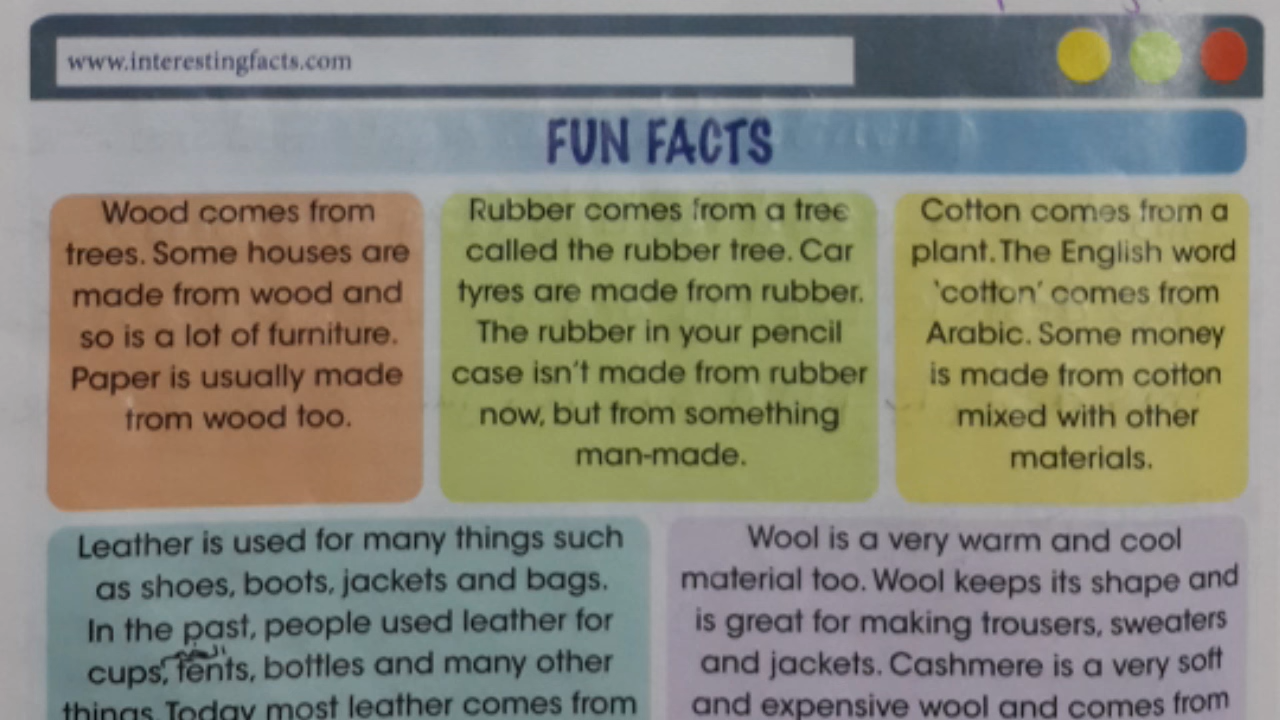 www.interestingfacts.com
FUN FACTS
Wood comes from
trees. Some houses are
made from wood and
so is a lot of furniture.
Paper is usually made
from wood too.
Rubber comes from a tree
called the rubber tree. Car
tyres are made from rubber.
The rubber in your pencil
case isn't made from rubber
now, but from something
man-made.
Cotton comes from a
plant. The English word
'cotton' comes from
Arabic. Some money
is made from cotton
mixed with other
materials.
Leather is used for many things such
as shoes, boots, jackets and bags.
In the past, people used leather for
cups, tents, bottles and many other
things. Today most leather comes from
Wool is a very warm and cool
material too. Wool keeps its shape and
is great for making trousers, sweaters
and jackets. Cashmere is a very soft
and expensive wool and comes from